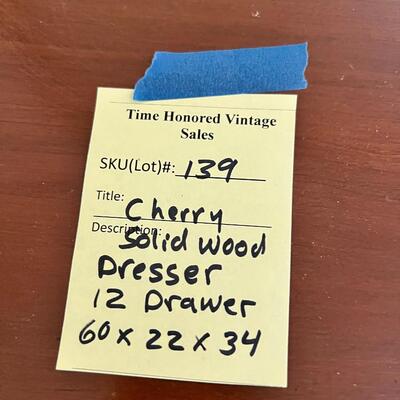 Time Honored Vintage
Sales
SKU(Lot)#: 139
Title: Cherry
Description: Solid wood
Dresser
12 Drawer
60 x 22 x 34